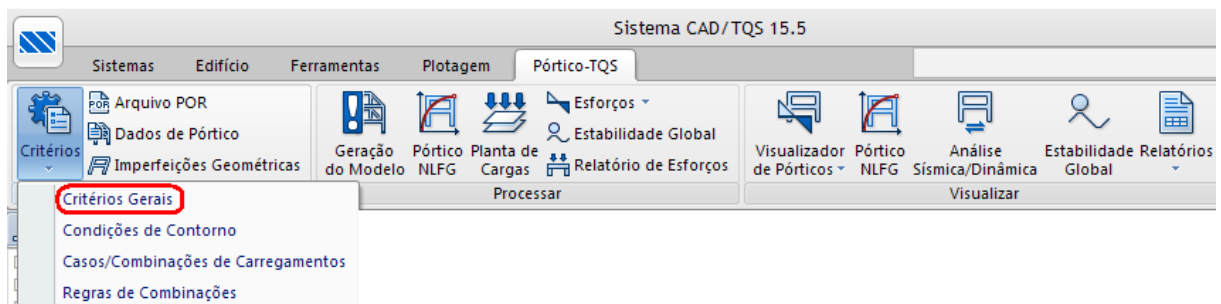 Sistema CAD/TQS 15.5
Sistemas Edifício Ferramentas Plotagem Pórtico-TQS
Critérios
POR Arquivo POR
Dados de Pórtico
Imperfeições Geométricas
Geração do Modelo
Pórtico NLFG
Planta de Cargas
Esforços
Estabilidade Global
Relatório de Esforços
Processar
Visualizador de Pórticos
Pórtico NLFG
Análise Sísmica/Dinâmica
Estabilidade Global
Relatórios
Visualizar
Critérios Gerais
Condições de Contorno
Casos/Combinações de Carregamentos
Regras de Combinações